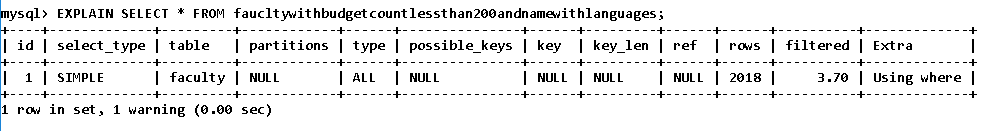 mysql> EXPLAIN SELECT * FROM faucltywithbudgetcountlessthan200andnamewithlanguages;
+----+-------------+---------+------------+------+---------------+------+---------+------+------+----------+-------------+
| id | select_type | table | partitions | type | possible_keys | key | key_len | ref | rows | filtered | Extra |
+----+-------------+---------+------------+------+---------------+------+---------+------+------+----------+-------------+
| 1 | SIMPLE | faculty | NULL | ALL | NULL | NULL | NULL | NULL | 2018 | 3.70 | Using where |
+----+-------------+---------+------------+------+---------------+------+---------+------+------+----------+-------------+
1 row in set, 1 warning (0.00 sec)